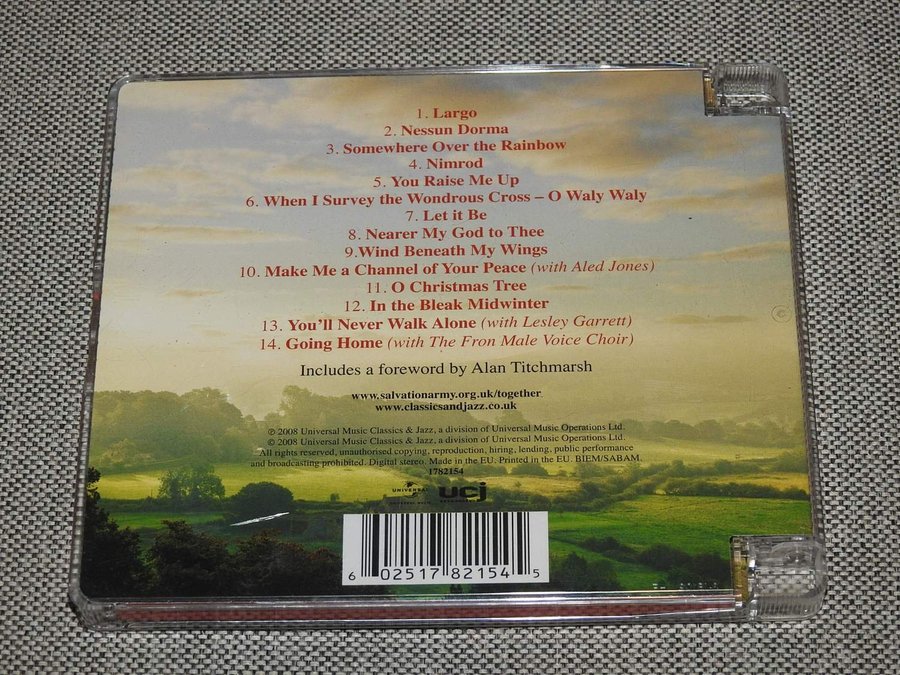 1. Largo
2. Nessun Dorma
3. Somewhere Over the Rainbow
4. Nimrod
5. You Raise Me Up
6. When I Survey the Wondrous Cross – O Waly Waly
7. Let it Be
8. Nearer My God to Thee
9.Wind Beneath My Wings
10. Make Me a Channel of Your Peace (with Aled Jones)
11. O Christmas Tree
12. In the Bleak Midwinter
13. You'll Never Walk Alone (with Lesley Garrett)
14. Going Home (with The Fron Male Voice Choir)
Includes a foreword by Alan Titchmarsh
www.salvationarmy.org.uk/together
www.classicsandjazz.co.uk
℗ 2008 Universal Music Classics & Jazz, a division of Universal Music Operations Ltd.
© 2008 Universal Music Classics & Jazz, a division of Universal Music Operations Ltd.
All rights reserved, unauthorised copying, reproduction, hiring, lending, public performance
and broadcasting prohibited. Digital stereo. Made in the EU. Printed in the EU. BIEM/SABAM.
1782154
UNIVERSAL ucj
6 02517 82154 5